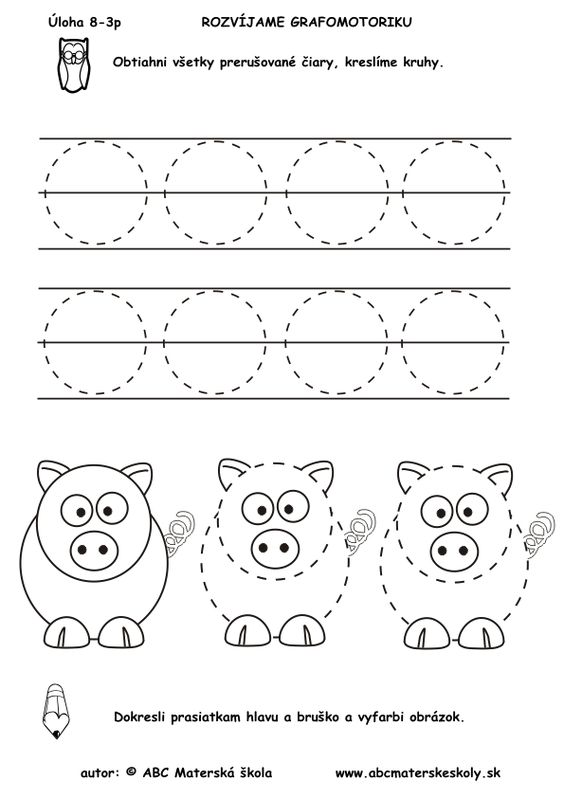 Úloha 8-3p ROZVÍJAME GRAFOMOTORIKU
Obtiahni všetky prerušované čiary, kreslíme kruhy.
Dokresli prasiatkam hlavu a bruško a vyfarbi obrázok.
autor: © ABC Materská škola www.abcmaterskeskoly.sk